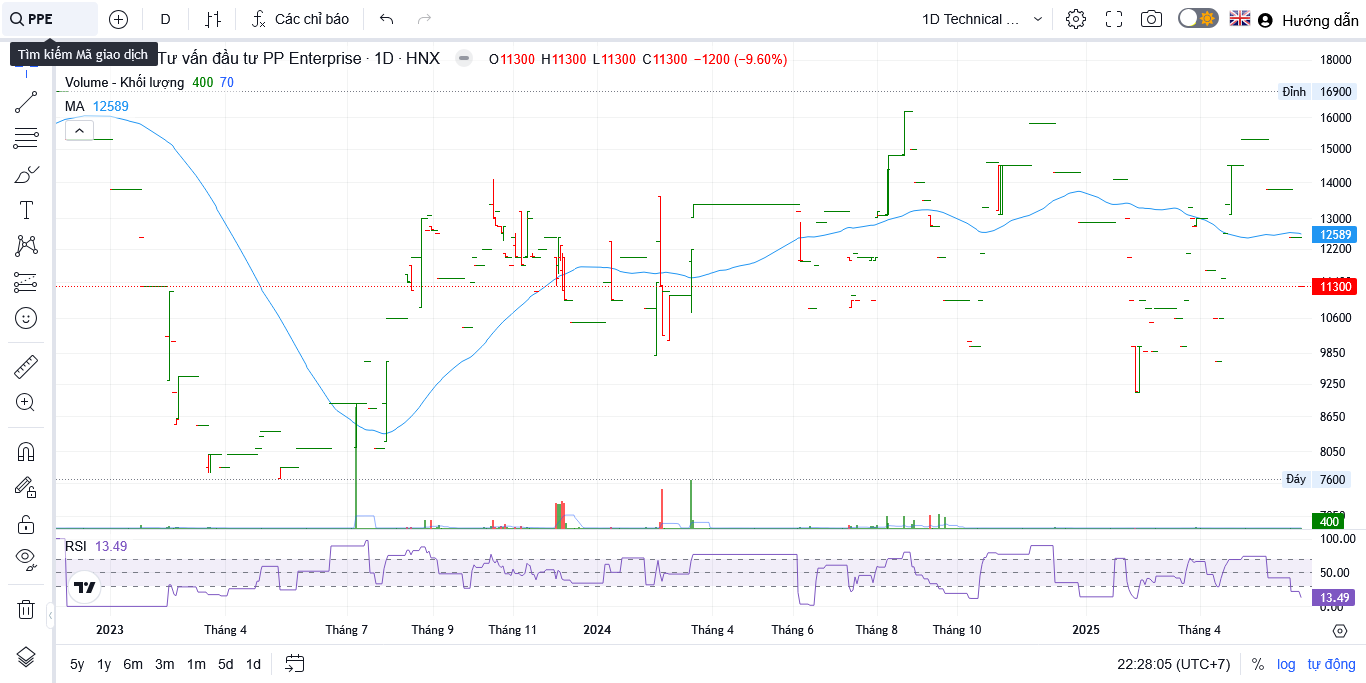 PPE D Các chỉ báo 1D Technical ... Hướng dẫn
Tìm kiếm Mã giao dịch
Tư vấn đầu tư PP Enterprise · 1D · HNX O11300 H11300 L11300 C11300 −1200 (−9.60%)
Volume - Khối lượng 400 70
MA 12589
18000
Đỉnh 16900
16000
15000
14000
13000
12589
12200
11300
10600
9850
9250
8650
8050
Đáy 7600
400
RSI 13.49
100.00
50.00
13.49
0.00
2023 Tháng 4 Tháng 7 Tháng 9 Tháng 11 2024 Tháng 4 Tháng 6 Tháng 8 Tháng 10 2025 Tháng 4
5y 1y 6m 3m 1m 5d 1d 22:28:05 (UTC+7) % log tự động